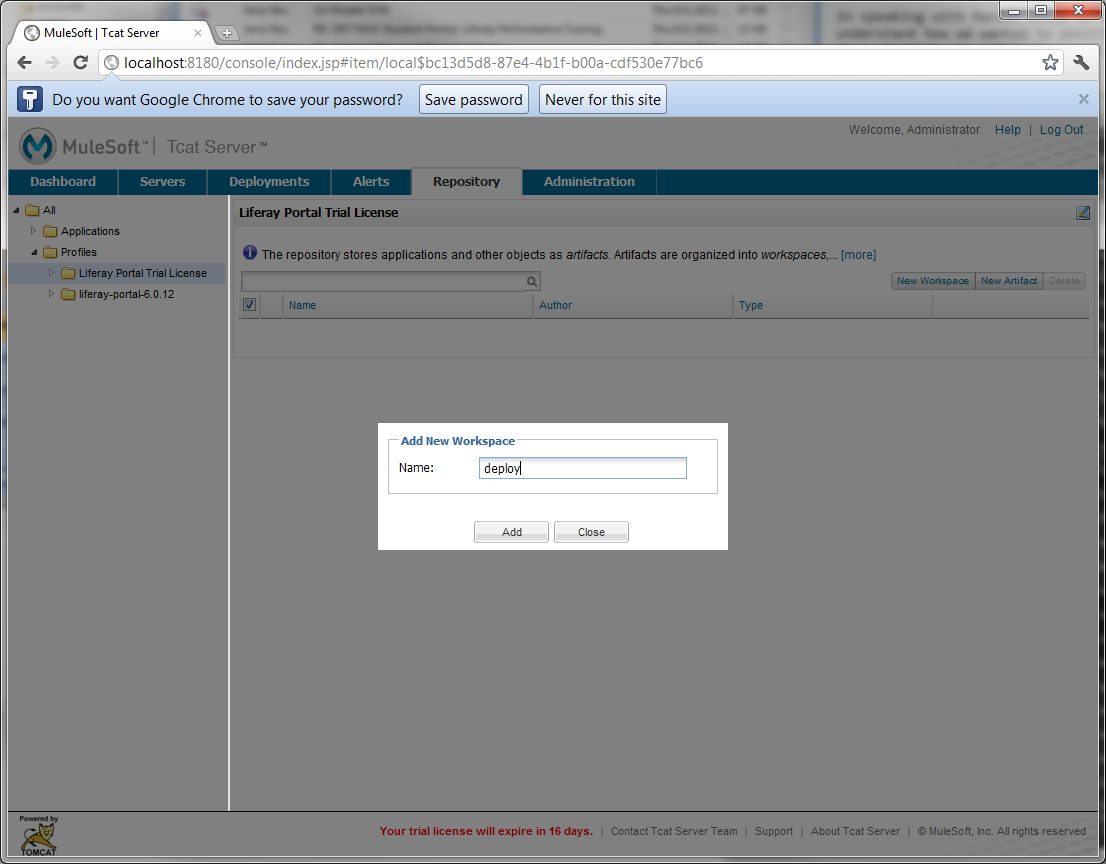 MuleSoft | Tcat Server
localhost:8180/console/index.jsp#item/local$bc13d5d8-87e4-4b1f-b00a-cdf530e77bc6
Do you want Google Chrome to save your password? Save password Never for this site
Welcome, Administrator Help | Log Out
MuleSoft™ | Tcat Server™
Dashboard Servers Deployments Alerts Repository Administration
All
Applications
Profiles
Liferay Portal Trial License
liferay-portal-6.0.12
Liferay Portal Trial License
The repository stores applications and other objects as artifacts. Artifacts are organized into workspaces,... [more]
New Workspace New Artifact Delete
Name Author Type
Add New Workspace
Name: deploy
Add Close
Powered by
TOMCAT
Your trial license will expire in 16 days. | Contact Tcat Server Team | Support | About Tcat Server | © MuleSoft, Inc. All rights reserved